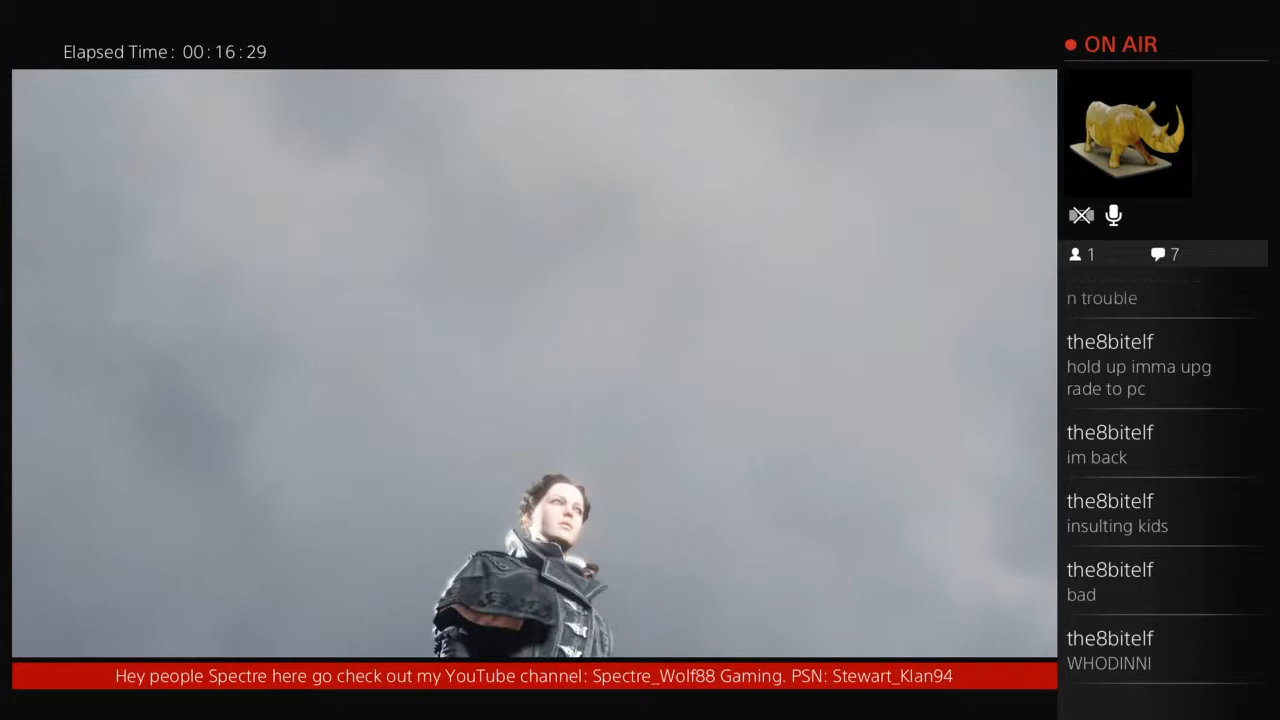 Elapsed Time: 00:16:29
ON AIR
1 7
n trouble
the8bitelf
hold up imma upg
rade to pc
the8bitelf
im back
the8bitelf
insulting kids
the8bitelf
bad
the8bitelf
WHODINNI
Hey people Spectre here go check out my YouTube channel: Spectre_Wolf88 Gaming. PSN: Stewart_Klan94